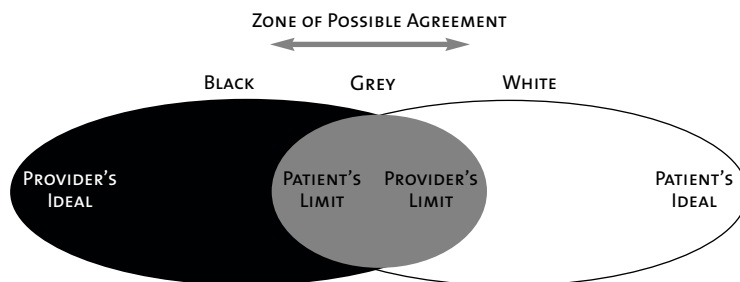 Zone of Possible Agreement
Black Grey White
Provider's Patient's Provider's Patient's
Ideal Limit Limit Ideal